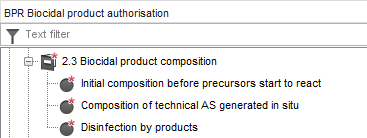 BPR Biocidal product authorisation
Text filter
2.3 Biocidal product composition
Initial composition before precursors start to react
Composition of technical AS generated in situ
Disinfection by products